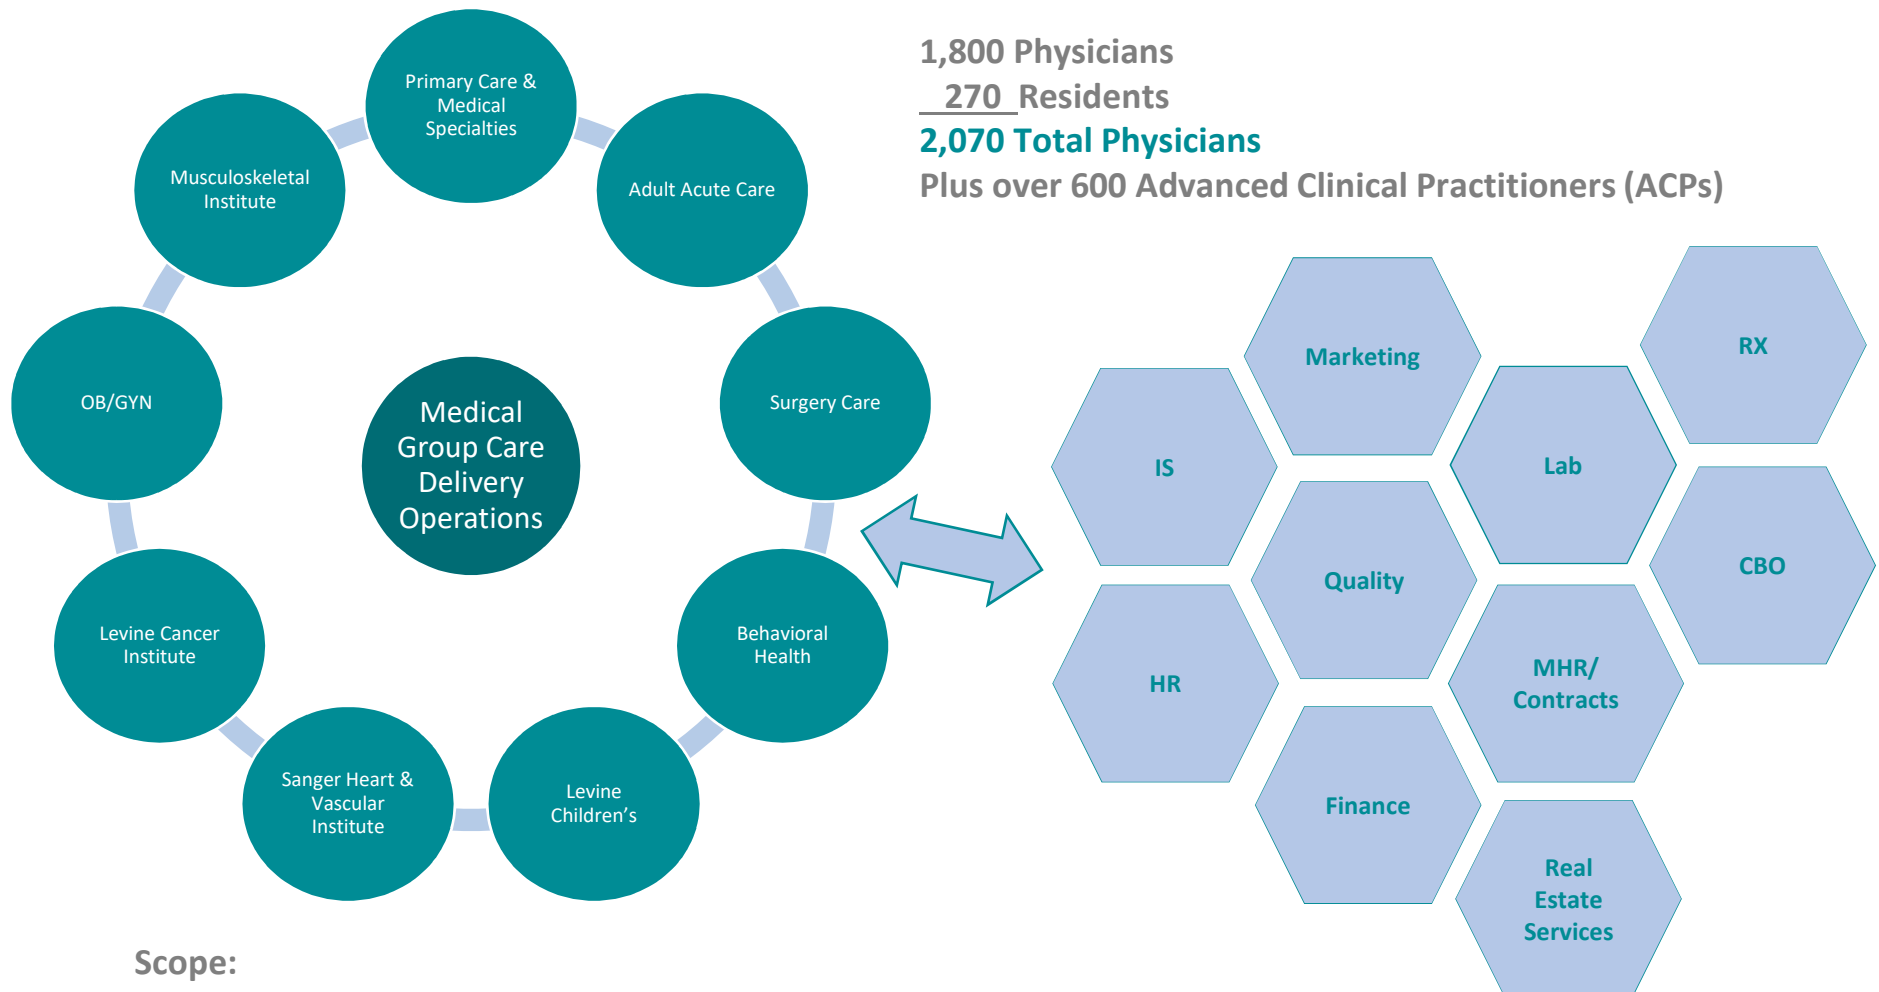 1,800 Physicians
270 Residents
2,070 Total Physicians
Plus over 600 Advanced Clinical Practitioners (ACPs)
Primary Care &
Medical
Specialties
Adult Acute Care
Surgery Care
Behavioral
Health
Levine
Children’s
Sanger Heart &
Vascular
Institute
Levine Cancer
Institute
OB/GYN
Musculoskeletal
Institute
Medical
Group Care
Delivery
Operations
Marketing
RX
IS
Lab
Quality
CBO
HR
MHR/
Contracts
Finance
Real
Estate
Services
Scope: